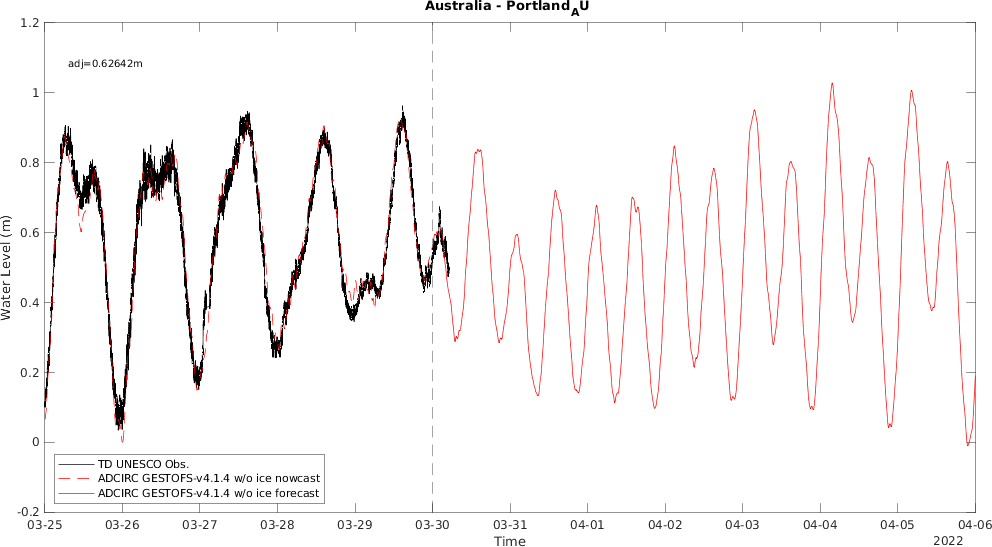 Australia - Portland_AU
1.2
1
0.8
0.6
0.4
0.2
0
-0.2
Water Level (m)
adj=0.62642m
TD UNESCO Obs.
ADCIRC GESTOFS-v4.1.4 w/o ice nowcast
ADCIRC GESTOFS-v4.1.4 w/o ice forecast
03-25 03-26 03-27 03-28 03-29 03-30 03-31 04-01 04-02 04-03 04-04 04-05 04-06
Time
2022